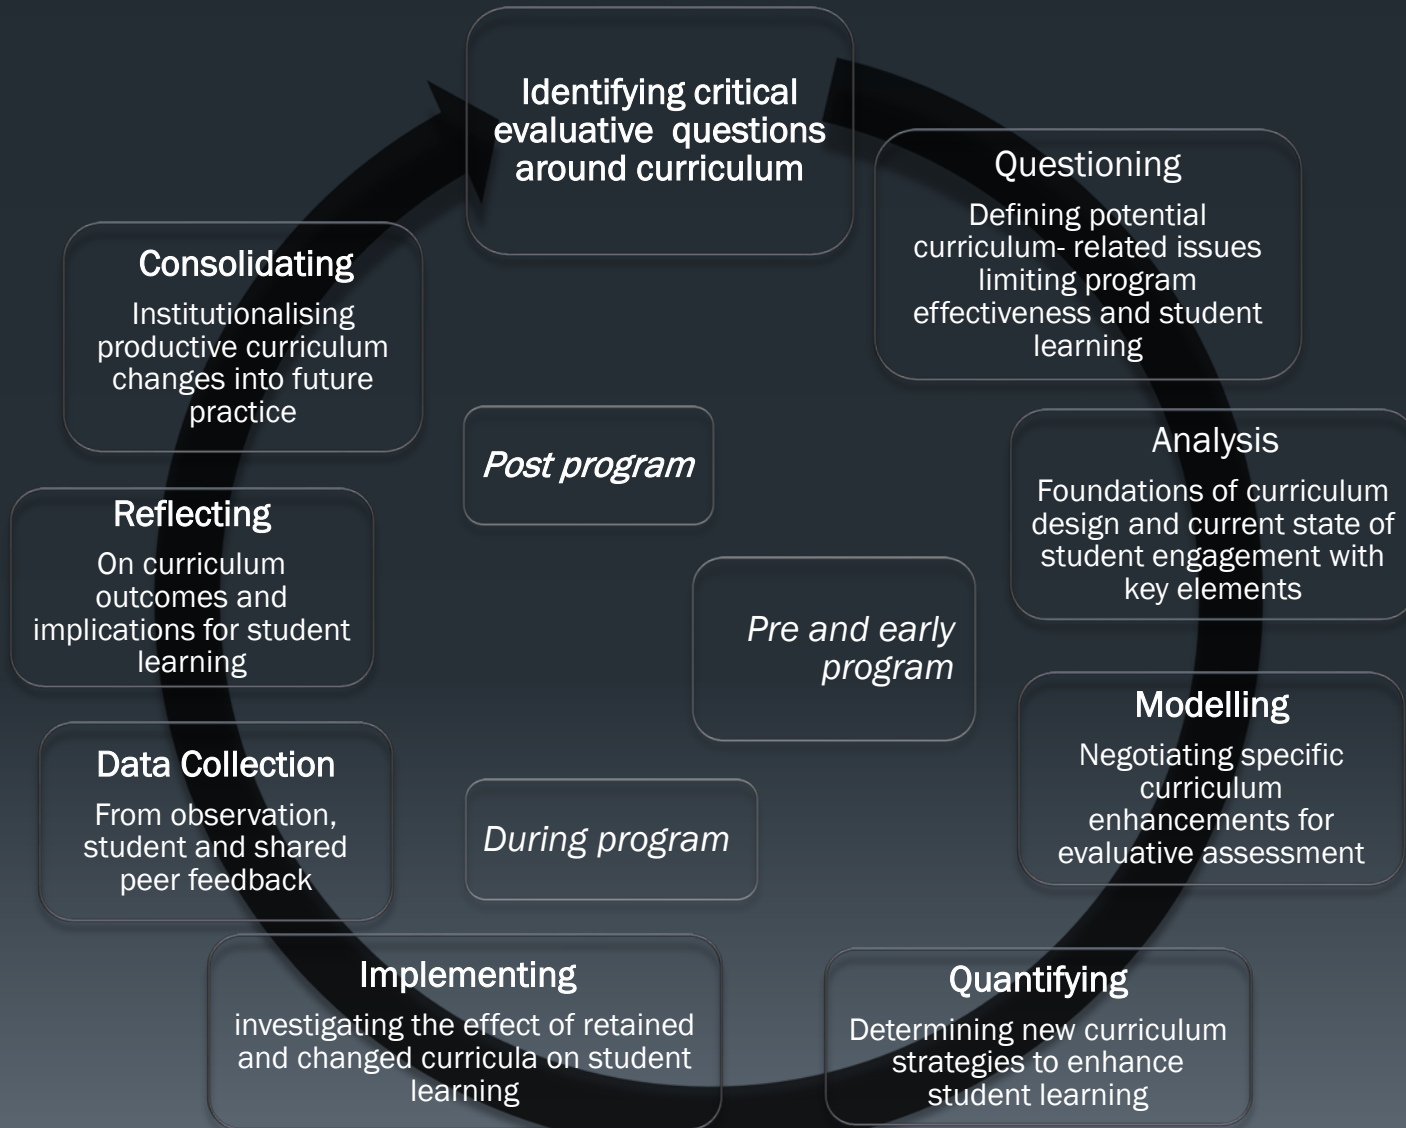 Identifying critical
evaluative  questions
around curriculum
Questioning
Defining potential
curriculum- related issues
limiting program
effectiveness and student
learning
Analysis
Foundations of curriculum
design and current state of
student engagement with
key elements
Modelling
Negotiating specific
curriculum
enhancements for
evaluative assessment
Quantifying
Determining new curriculum
strategies to enhance
student learning
Implementing
investigating the effect of retained
and changed curricula on student
learning
Data Collection
From observation,
student and shared
peer feedback
Reflecting
On curriculum
outcomes and
implications for student
learning
Consolidating
Institutionalising
productive curriculum
changes into future
practice
Post program
Pre and early
program
During program